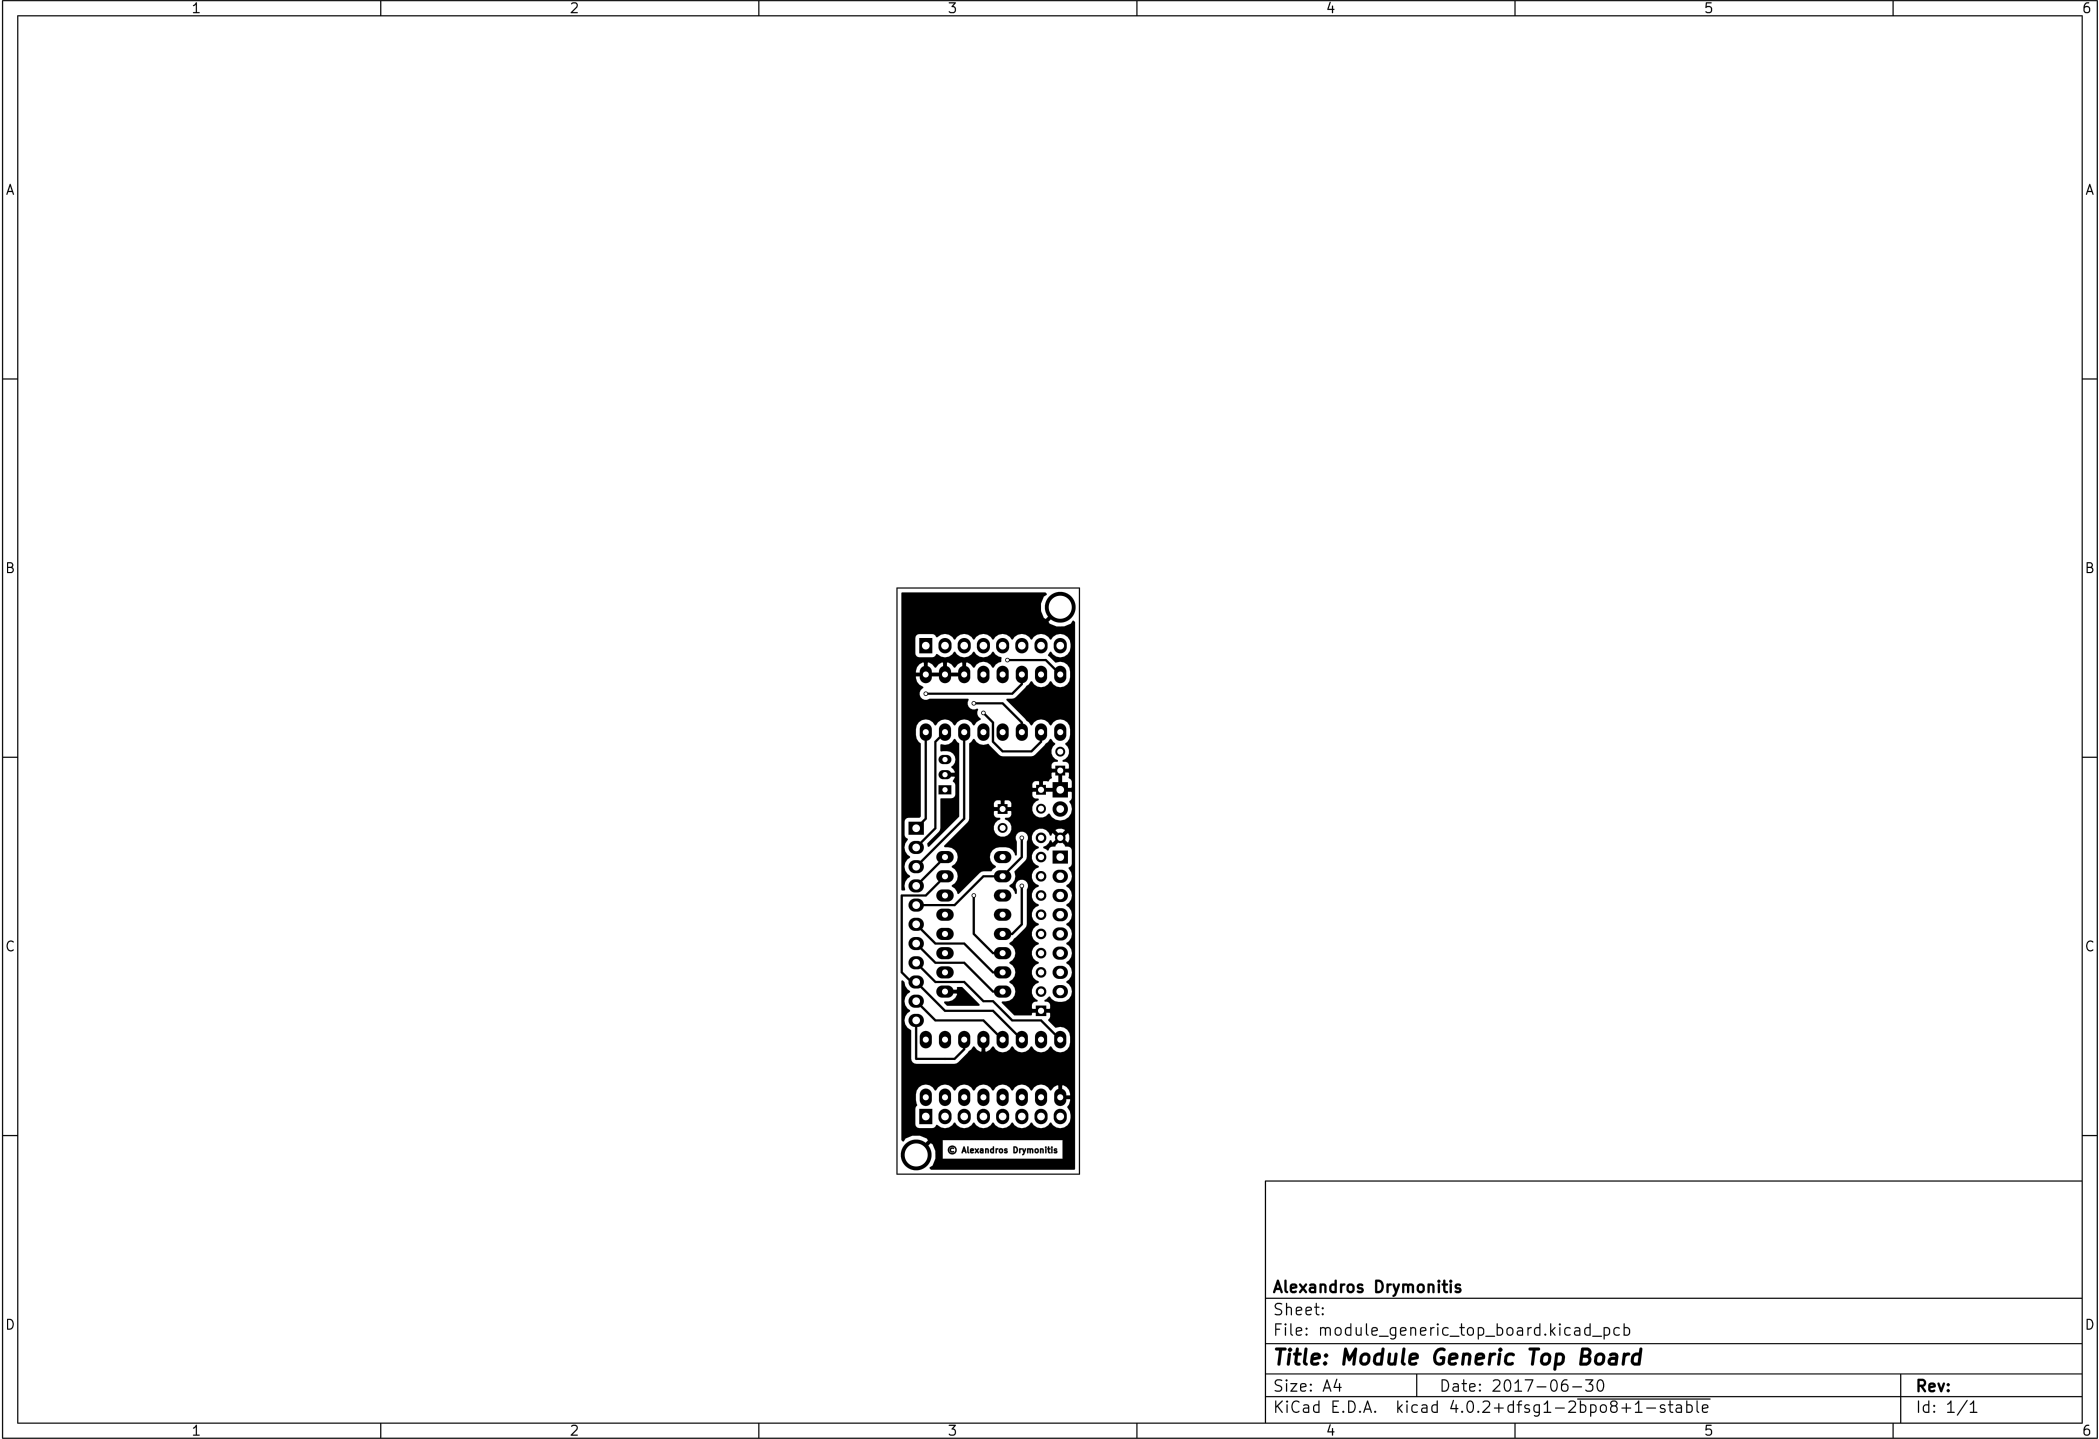 1 2 3 4 5 6
A A
B B
C C
© Alexandros Drymonitis
Alexandros Drymonitis
Sheet:
File: module_generic_top_board.kicad_pcb
D D
Title: Module Generic Top Board
Size: A4 Date: 2017-06-30 Rev:
KiCad E.D.A. kicad 4.0.2+dfsg1-2bpo8+1-stable Id: 1/1
1 2 3 4 5 6